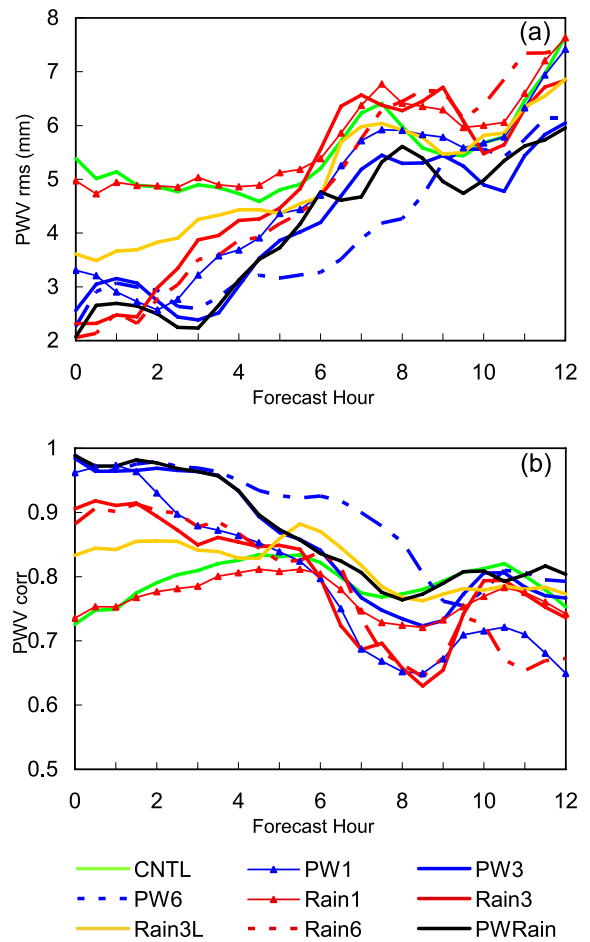 (a)
8
7
6
5
4
3
2
PWV rms (mm)
0 2 4 6 8 10 12
Forecast Hour
(b)
1
0.9
0.8
0.7
0.6
0.5
PWV corr
0 2 4 6 8 10 12
Forecast Hour
CNTL PW1 PW3
PW6 Rain1 Rain3
Rain3L Rain6 PWRain